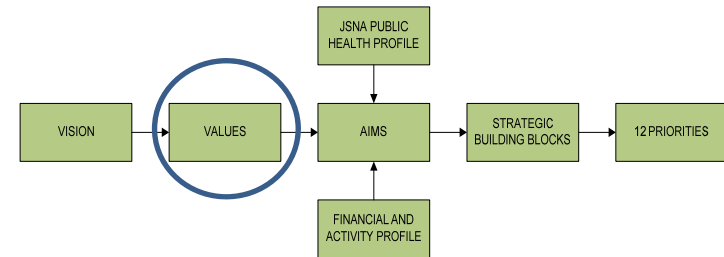 JSNA PUBLIC
HEALTH PROFILE
VISION
VALUES
AIMS
STRATEGIC
BUILDING BLOCKS
12 PRIORITIES
FINANCIAL AND
ACTIVITY PROFILE